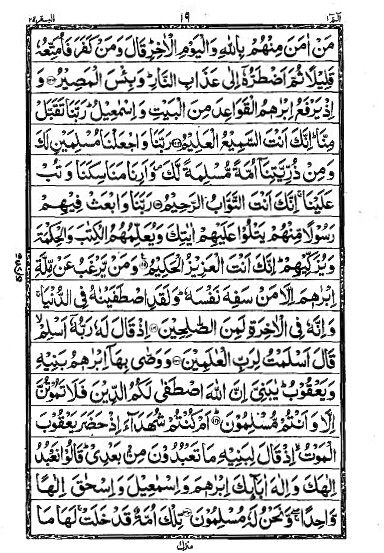 الٓمّٓ ١ ١٩ البقرة ٢
مَنْ اٰمَنَ مِنْهُمْ بِاللّٰهِ وَالْيَوْمِ الْاٰخِرِ ؕ قَالَ وَمَنْ كَفَرَ فَاُمَتِّعُهٗ
قَلِيْلًا ثُمَّ اَضْطَرُّهٗۤ اِلٰى عَذَابِ النَّارِ ؕ وَبِئْسَ الْمَصِيْرُ وَ
اِذْ يَرْفَعُ اِبْرٰهٖمُ الْقَوَاعِدَ مِنَ الْبَيْتِ وَاِسْمٰعِيْلُ ؕ رَبَّنَا تَقَبَّلْ
مِنَّا ؕ اِنَّكَ اَنْتَ السَّمِيْعُ الْعَلِيْمُ رَبَّنَا وَاجْعَلْنَا مُسْلِمَيْنِ لَكَ
وَمِنْ ذُرِّيَّتِنَاۤ اُمَّةً مُّسْلِمَةً لَّكَ ۪ وَاَرِنَا مَنَاسِكَنَا وَتُبْ
عَلَيْنَا ۚ اِنَّكَ اَنْتَ التَّوَّابُ الرَّحِيْمُ رَبَّنَا وَابْعَثْ فِيْهِمْ
رَسُوْلًا مِّنْهُمْ يَتْلُوْا عَلَيْهِمْ اٰيٰتِكَ وَيُعَلِّمُهُمُ الْكِتٰبَ وَالْحِكْمَةَ
وَيُزَكِّيْهِمْ ؕ اِنَّكَ اَنْتَ الْعَزِيْزُ الْحَكِيْمُ وَمَنْ يَّرْغَبُ عَنْ مِّلَّةِ
اِبْرٰهٖمَ اِلَّا مَنْ سَفِهَ نَفْسَهٗ ؕ وَلَقَدِ اصْطَفَيْنٰهُ فِى الدُّنْيَا ۚ
وَاِنَّهٗ فِى الْاٰخِرَةِ لَمِنَ الصّٰلِحِيْنَ اِذْ قَالَ لَهٗ رَبُّهٗۤ اَسْلِمْ ۙ
قَالَ اَسْلَمْتُ لِرَبِّ الْعٰلَمِيْنَ وَوَصّٰى بِهَاۤ اِبْرٰهٖمُ بَنِيْهِ
وَيَعْقُوْبُ ؕ يٰبَنِىَّ اِنَّ اللّٰهَ اصْطَفٰى لَكُمُ الدِّيْنَ فَلَا تَمُوْتُنَّ
اِلَّا وَاَنْتُمْ مُّسْلِمُوْنَ اَمْ كُنْتُمْ شُهَدَآءَ اِذْ حَضَرَ يَعْقُوْبَ
الْمَوْتُ ۙ اِذْ قَالَ لِبَنِيْهِ مَا تَعْبُدُوْنَ مِنْۢ بَعْدِىْ ؕ قَالُوْا نَعْبُدُ
اِلٰهَكَ وَاِلٰهَ اٰبَآئِكَ اِبْرٰهٖمَ وَاِسْمٰعِيْلَ وَاِسْحٰقَ اِلٰهًا
وَّاحِدًا ۖۚ وَّنَحْنُ لَهٗ مُسْلِمُوْنَ تِلْكَ اُمَّةٌ قَدْ خَلَتْ ۚ لَهَا مَا
منزل